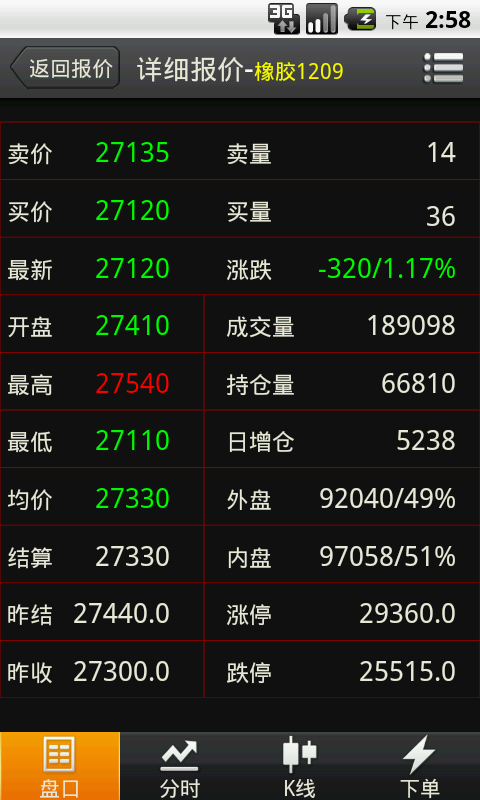 3G 下午 2:58
返回报价 详细报价-橡胶1209
卖价 27135 卖量 14
买价 27120 买量 36
最新 27120 涨跌 -320/1.17%
开盘 27410 成交量 189098
最高 27540 持仓量 66810
最低 27110 日增仓 5238
均价 27330 外盘 92040/49%
结算 27330 内盘 97058/51%
昨结 27440.0 涨停 29360.0
昨收 27300.0 跌停 25515.0
盘口 分时 K线 下单